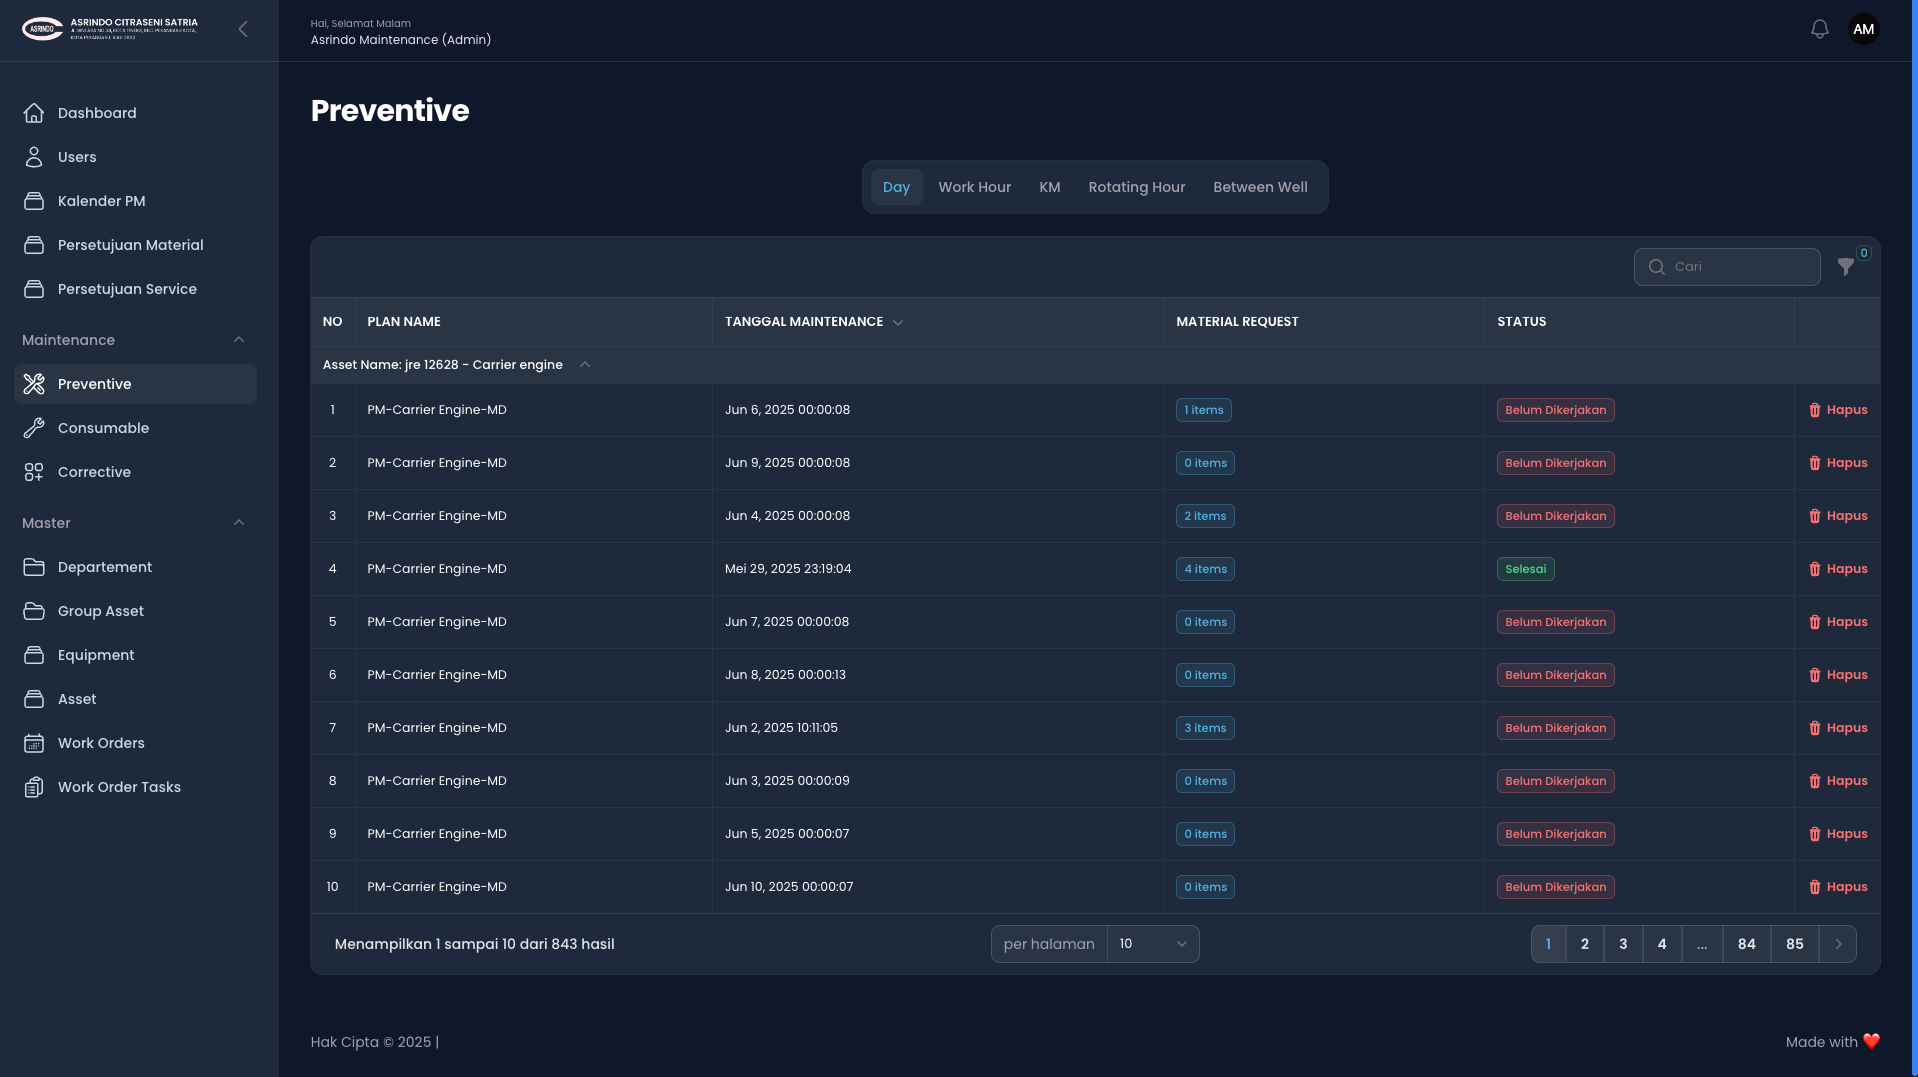 ASRINDO
ASRINDO CITRASENI SATRIA
Hai, Selamat Malam
Asrindo Maintenance (Admin)
AM
Dashboard
Users
Kalender PM
Persetujuan Material
Persetujuan Service
Maintenance
Preventive
Consumable
Corrective
Master
Departement
Group Asset
Equipment
Asset
Work Orders
Work Order Tasks
Preventive
Day Work Hour KM Rotating Hour Between Well
Cari 0
NO PLAN NAME TANGGAL MAINTENANCE MATERIAL REQUEST STATUS
Asset Name: jre 12628 - Carrier engine
1 PM-Carrier Engine-MD Jun 6, 2025 00:00:08 1 items Belum Dikerjakan Hapus
2 PM-Carrier Engine-MD Jun 9, 2025 00:00:08 0 items Belum Dikerjakan Hapus
3 PM-Carrier Engine-MD Jun 4, 2025 00:00:08 2 items Belum Dikerjakan Hapus
4 PM-Carrier Engine-MD Mei 29, 2025 23:19:04 4 items Selesai Hapus
5 PM-Carrier Engine-MD Jun 7, 2025 00:00:08 0 items Belum Dikerjakan Hapus
6 PM-Carrier Engine-MD Jun 8, 2025 00:00:13 0 items Belum Dikerjakan Hapus
7 PM-Carrier Engine-MD Jun 2, 2025 10:11:05 3 items Belum Dikerjakan Hapus
8 PM-Carrier Engine-MD Jun 3, 2025 00:00:09 0 items Belum Dikerjakan Hapus
9 PM-Carrier Engine-MD Jun 5, 2025 00:00:07 0 items Belum Dikerjakan Hapus
10 PM-Carrier Engine-MD Jun 10, 2025 00:00:07 0 items Belum Dikerjakan Hapus
Menampilkan 1 sampai 10 dari 843 hasil per halaman 10 1 2 3 4 ... 84 85
Hak Cipta © 2025 | Made with ❤️